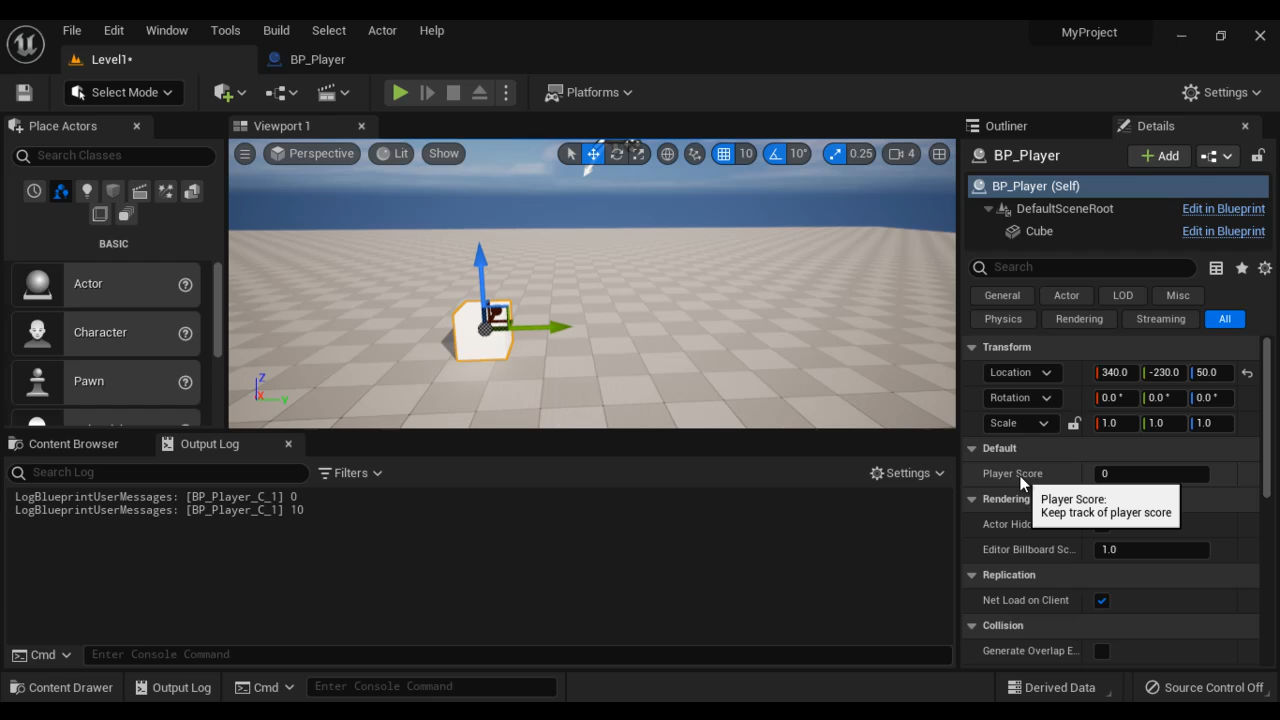 File Edit Window Tools Build Select Actor Help
MyProject
Level1*
BP_Player
Select Mode
Platforms
Settings
Place Actors
Search Classes
BASIC
Actor
Character
Pawn
Viewport 1
Perspective
Lit
Show
10
10°
0.25
4
Z
X
Y
Content Browser
Output Log
Search Log
Filters
Settings
LogBlueprintUserMessages: [BP_Player_C_1] 0
LogBlueprintUserMessages: [BP_Player_C_1] 10
Cmd
Enter Console Command
Outliner
Details
BP_Player
+ Add
BP_Player (Self)
DefaultSceneRoot Edit in Blueprint
Cube Edit in Blueprint
Search
General Actor LOD Misc
Physics Rendering Streaming All
Transform
Location 340.0 -230.0 50.0
Rotation 0.0° 0.0° 0.0°
Scale 1.0 1.0 1.0
Default
Player Score 0
Player Score:
Keep track of player score
Rendering
Actor Hid
Editor Billboard Sc... 1.0
Replication
Net Load on Client
Collision
Generate Overlap E...
Content Drawer
Output Log
Cmd
Enter Console Command
Derived Data
Source Control Off